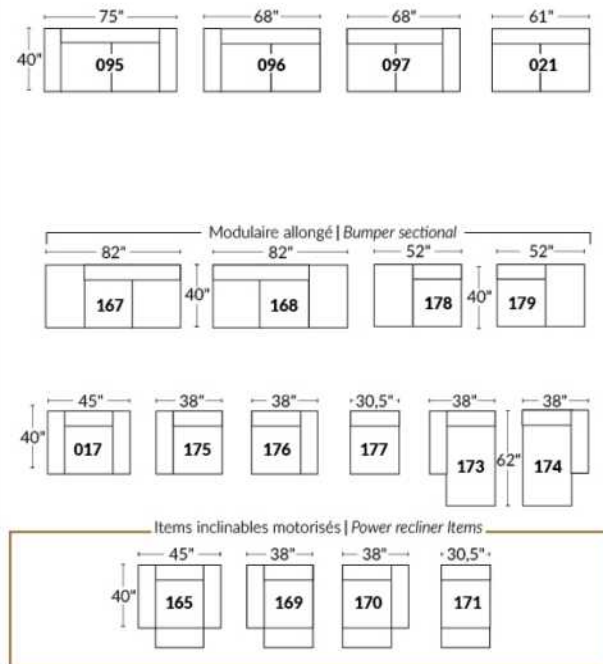 75" 68" 68" 61"
40" 095 096 097 021
Modulaire allongé | Bumper sectional
82" 82" 52" 52"
167 40" 168 178 40" 179
45" 38" 38" 30,5" 38" 38"
40" 017 175 176 177 173 62" 174
Items inclinables motorisés | Power recliner Items
45" 38" 38" 30,5"
40" 165 169 170 171